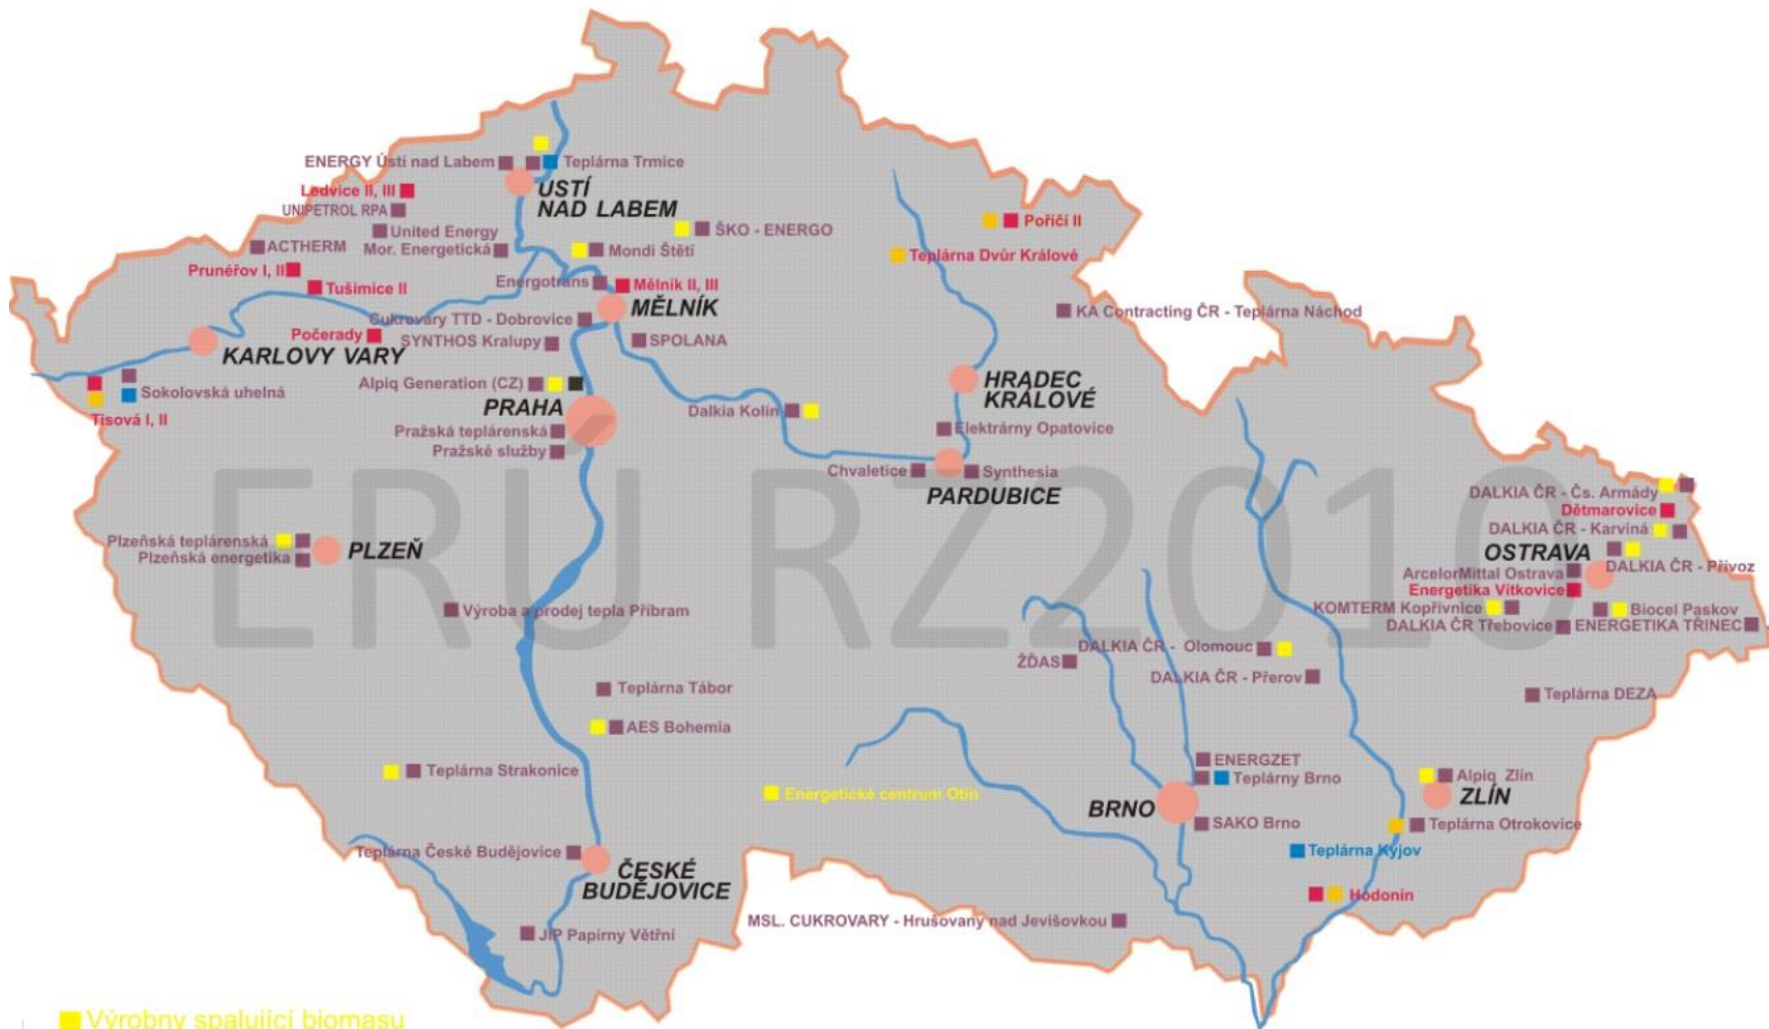 ENERGY Ústí nad Labem
Teplárna Trmice
Ledvice II, III
ÚSTÍ
NAD LABEM
UNIPETROL RPA
United Energy
ŠKO - ENERGO
Poříčí II
ACTHERM
Mor. Energetická
Mondi Štětí
Teplárna Dvůr Králové
Prunéřov I, II
Tušimice II
Energotrans
Mělník II, III
MĚLNÍK
Cukrovary TTD - Dobrovice
KA Contracting ČR - Teplárna Náchod
Počerady
SYNTHOS Kralupy
SPOLANA
KARLOVY VARY
Sokolovská uhelná
Tisová I, II
Alpiq Generation (CZ)
PRAHA
HRADEC
KRÁLOVÉ
Dalkia Kolín
Pražská teplárenská
Pražské služby
Elektrárny Opatovice
Chvaletice
Synthesia
PARDUBICE
ERU RZ2010
DALKIA ČR - Čs. Armády
Dětmarovice
DALKIA ČR - Karviná
OSTRAVA
DALKIA ČR - Přívoz
ArcelorMittal Ostrava
Energetika Vítkovice
KOMTERM Kopřivnice
Biocel Paskov
DALKIA ČR Třebovice
ENERGETIKA TŘINEC
Plzeňská teplárenská
Plzeňská energetika
PLZEŇ
Výroba a prodej tepla Příbram
DALKIA ČR - Olomouc
ŽĎAS
DALKIA ČR - Přerov
Teplárna DEZA
Teplárna Tábor
AES Bohemia
Teplárna Strakonice
Energetické centrum Otín
ENERGZET
Teplárny Brno
BRNO
SAKO Brno
Alpiq Zlín
ZLÍN
Teplárna Otrokovice
Teplárna Kyjov
Hodonín
Teplárna České Budějovice
ČESKÉ
BUDĚJOVICE
JIP Papírny Větřní
MSL. CUKROVARY - Hrušovany nad Jevišovkou
Výrobny spalující biomasu